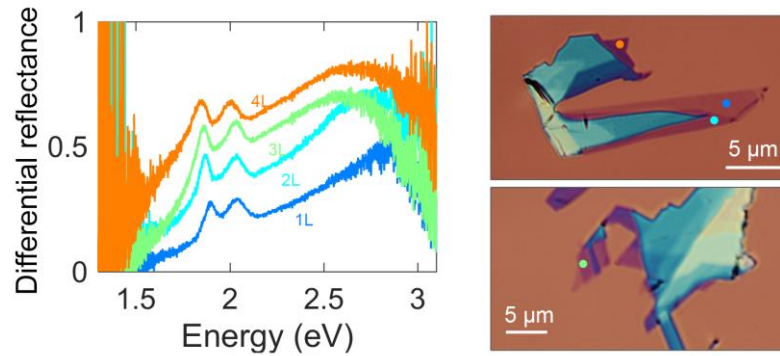 Differential reflectance
1
0.5
0
4L
3L
2L
1L
1.5
2
2.5
3
Energy (eV)
5 µm
5 µm